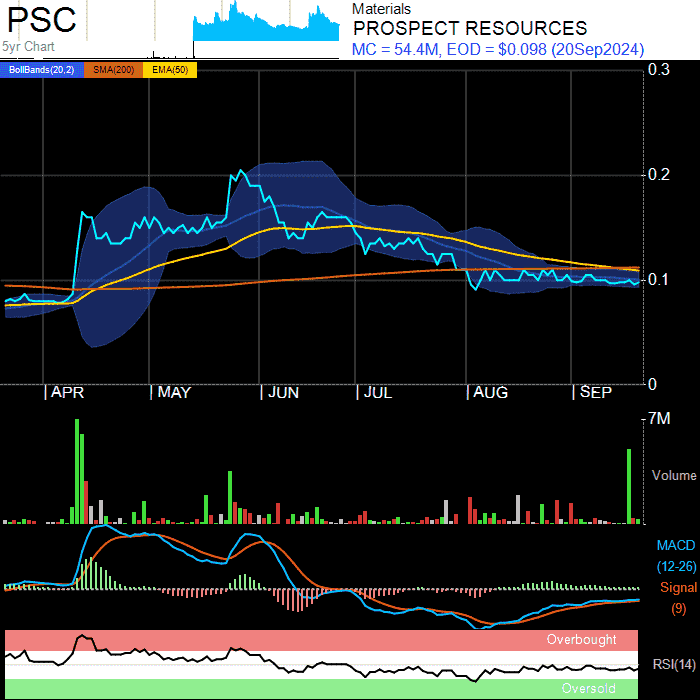 PSC
5yr Chart
Materials
PROSPECT RESOURCES
MC = 54.4M, EOD = $0.098 (20Sep2024)
BollBands(20,2) SMA(200) EMA(50)
0.3
0.2
0.1
0
APR MAY JUN JUL AUG SEP
7M
Volume
MACD
(12-26)
Signal
(9)
Overbought
RSI(14)
Oversold